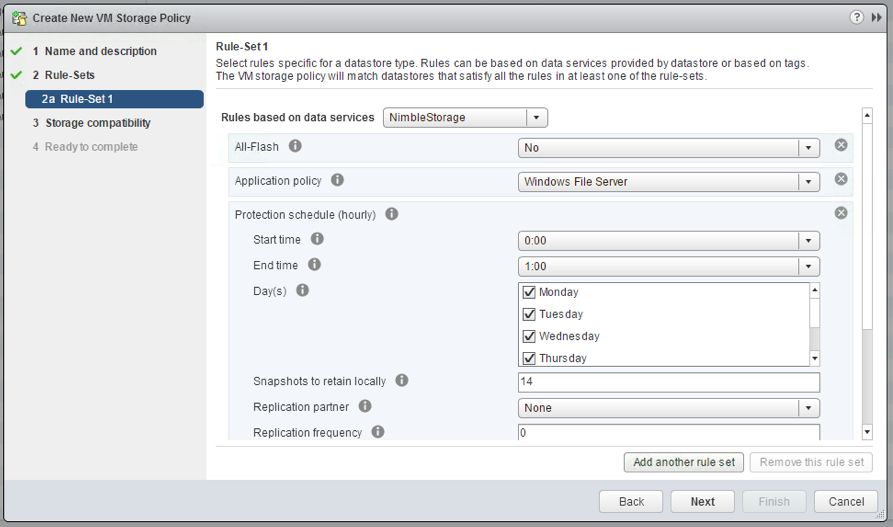 Create New VM Storage Policy
1 Name and description
2 Rule-Sets
2a Rule-Set 1
3 Storage compatibility
4 Ready to complete
Rule-Set 1
Select rules specific for a datastore type. Rules can be based on data services provided by datastore or based on tags.
The VM storage policy will match datastores that satisfy all the rules in at least one of the rule-sets.
Rules based on data services NimbleStorage
All-Flash No
Application policy Windows File Server
Protection schedule (hourly)
Start time 0:00
End time 1:00
Day(s) Monday
Tuesday
Wednesday
Thursday
Snapshots to retain locally 14
Replication partner None
Replication frequency 0
Add another rule set Remove this rule set
Back Next Finish Cancel